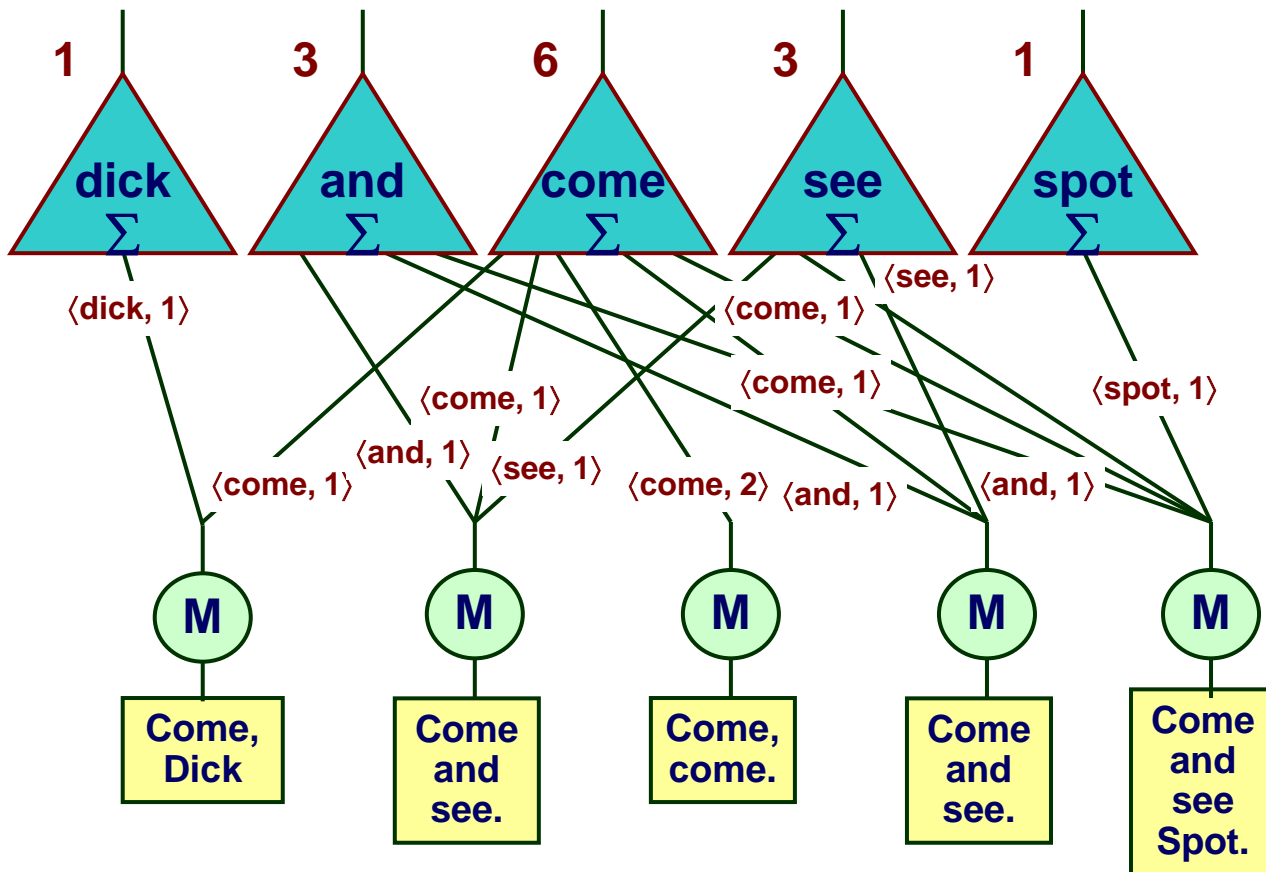 1 3 6 3 1
dick and come see spot
Σ Σ Σ Σ Σ
⟨see, 1⟩
⟨dick, 1⟩ ⟨come, 1⟩
⟨come, 1⟩
⟨come, 1⟩ ⟨spot, 1⟩
⟨and, 1⟩ ⟨see, 1⟩
⟨come, 1⟩ ⟨come, 2⟩ ⟨and, 1⟩ ⟨and, 1⟩
M M M M M
Come,
Dick
Come
and
see.
Come,
come.
Come
and
see.
Come
and
see
Spot.